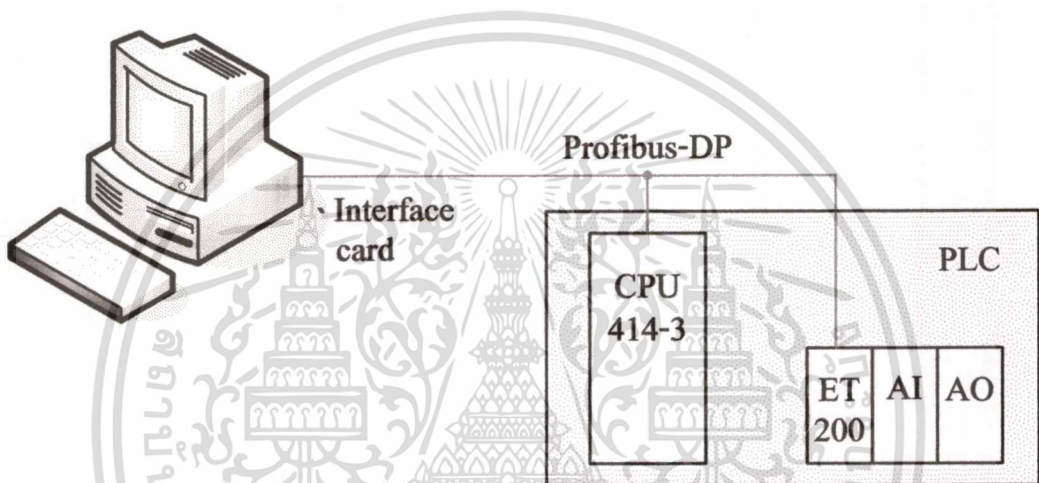 Profibus-DP
Interface
card
PLC
CPU
414-3
ET
200
AI
AO